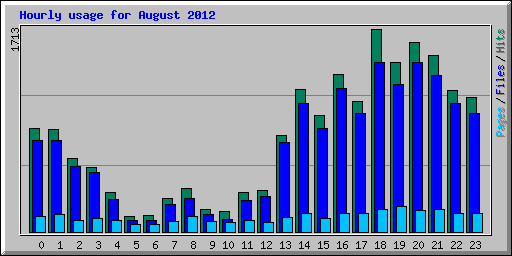 Hourly usage for August 2012
1713
Pages / Files / Hits
0 1 2 3 4 5 6 7 8 9 10 11 12 13 14 15 16 17 18 19 20 21 22 23